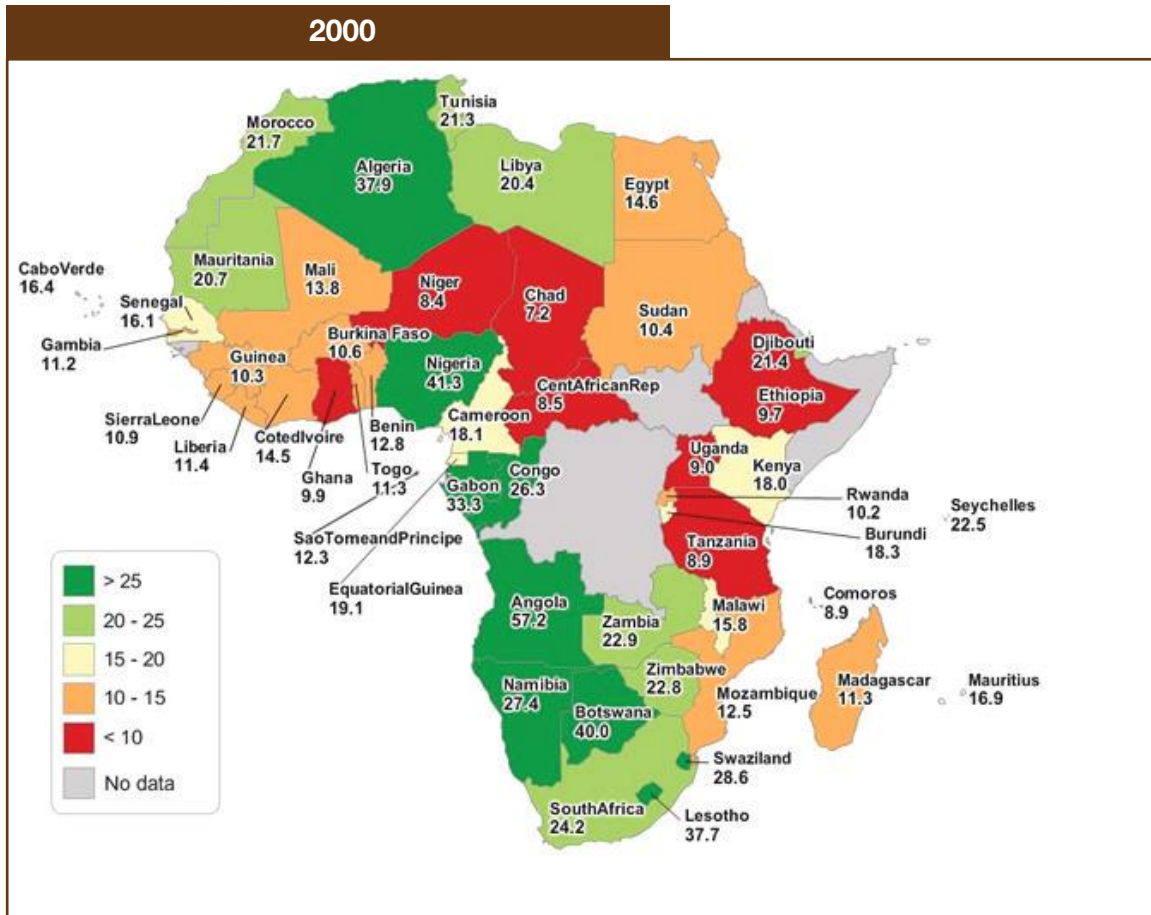 2000
Tunisia
21.3
Morocco
21.7
Algeria
37.9
Libya
20.4
Egypt
14.6
Mauritania
20.7
Mali
13.8
CaboVerde
16.4
Niger
8.4
Chad
7.2
Sudan
10.4
Senegal
16.1
Gambia
11.2
Burkina Faso
10.6
Guinea
10.3
Nigeria
41.3
Djibouti
21.4
CentAfricanRep
8.5
Ethiopia
9.7
SierraLeone
10.9
Liberia
11.4
CotedIvoire
14.5
Benin
12.8
Cameroon
18.1
Uganda
9.0
Kenya
18.0
Ghana
9.9
Togo
11.3
Gabon
33.3
Congo
26.3
Rwanda
10.2
Seychelles
22.5
SaoTomeandPrincipe
12.3
Tanzania
8.9
Burundi
18.3
EquatorialGuinea
19.1
Angola
57.2
Zambia
22.9
Malawi
15.8
Comoros
8.9
Zimbabwe
22.8
Namibia
27.4
Botswana
40.0
Mozambique
12.5
Madagascar
11.3
Mauritius
16.9
Swaziland
28.6
SouthAfrica
24.2
Lesotho
37.7
> 25
20 - 25
15 - 20
10 - 15
< 10
No data